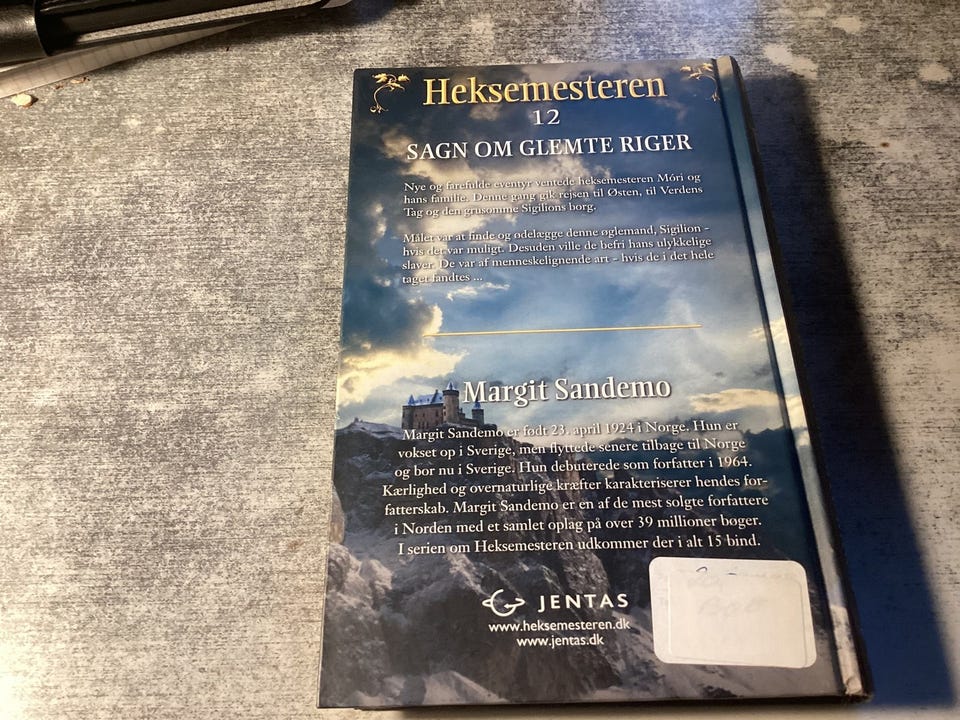 Heksemesteren
12
SAGN OM GLEMTE RIGER
Nye og farefulde eventyr ventede heksemesteren Móri og
hans familie. Denne gang gik rejsen til Østen, til Verdens
Tag og den grusomme Sigilions borg.
Målet var at finde og ødelægge denne øglemand, Sigilion -
hvis det var muligt. Desuden ville de befri hans ulykkelige
slaver. De var af menneskelignende art - hvis de i det hele
taget fandtes ...
Margit Sandemo
Margit Sandemo er født 23. april 1924 i Norge. Hun er
vokset op i Sverige, men flyttede senere tilbage til Norge
og bor nu i Sverige. Hun debuterede som forfatter i 1964.
Kærlighed og overnaturlige kræfter karakteriserer hendes for-
fatterskab. Margit Sandemo er en af de mest solgte forfattere
i Norden med et samlet oplag på over 39 millioner bøger.
I serien om Heksemesteren udkommer der i alt 15 bind.
JENTAS
www.heksemesteren.dk
www.jentas.dk